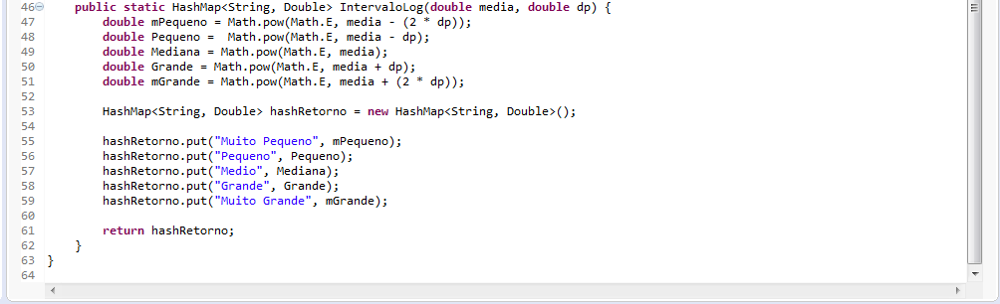 46 public static HashMap<String, Double> IntervaloLog(double media, double dp) {
47 double mPequeno = Math.pow(Math.E, media - (2 * dp));
48 double Pequeno =  Math.pow(Math.E, media - dp);
49 double Mediana = Math.pow(Math.E, media);
50 double Grande = Math.pow(Math.E, media + dp);
51 double mGrande = Math.pow(Math.E, media + (2 * dp));
52
53 HashMap<String, Double> hashRetorno = new HashMap<String, Double>();
54
55 hashRetorno.put("Muito Pequeno", mPequeno);
56 hashRetorno.put("Pequeno", Pequeno);
57 hashRetorno.put("Medio", Mediana);
58 hashRetorno.put("Grande", Grande);
59 hashRetorno.put("Muito Grande", mGrande);
60
61 return hashRetorno;
62 }
63 }
64